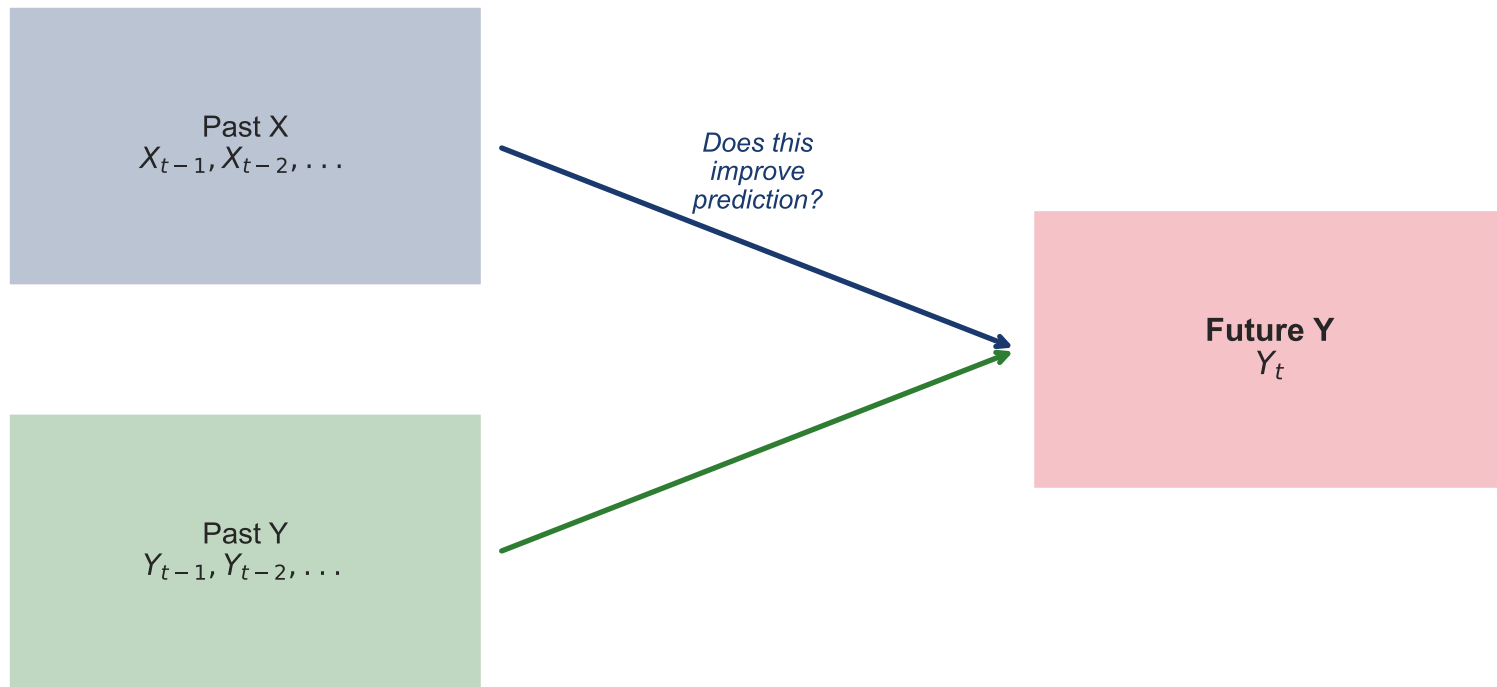 Past X
X_{t−1}, X_{t−2}, . . .
Does this
improve
prediction?
Future Y
Y_t
Past Y
Y_{t−1}, Y_{t−2}, . . .